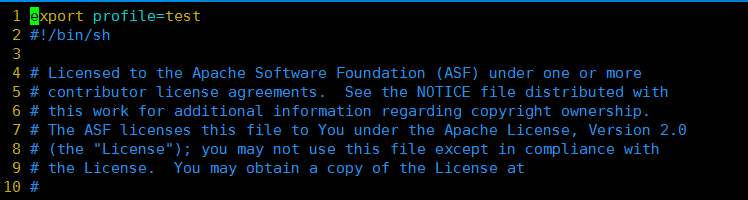 1 export profile=test
2 #!/bin/sh
3
4 # Licensed to the Apache Software Foundation (ASF) under one or more
5 # contributor license agreements.  See the NOTICE file distributed with
6 # this work for additional information regarding copyright ownership.
7 # The ASF licenses this file to You under the Apache License, Version 2.0
8 # (the "License"); you may not use this file except in compliance with
9 # the License.  You may obtain a copy of the License at
10 #